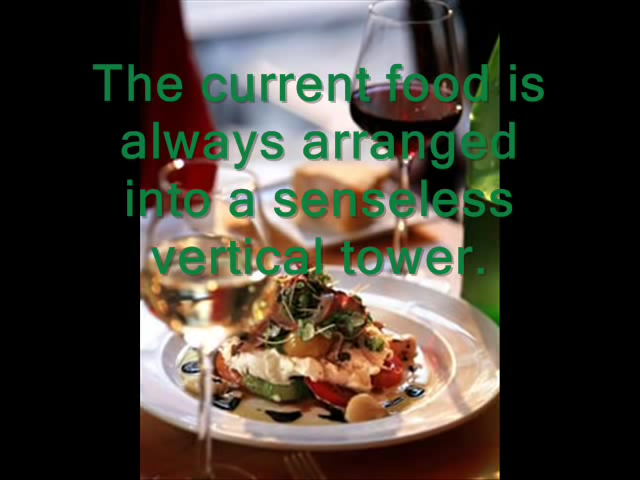 The current food is
always arranged
into a senseless
vertical tower.